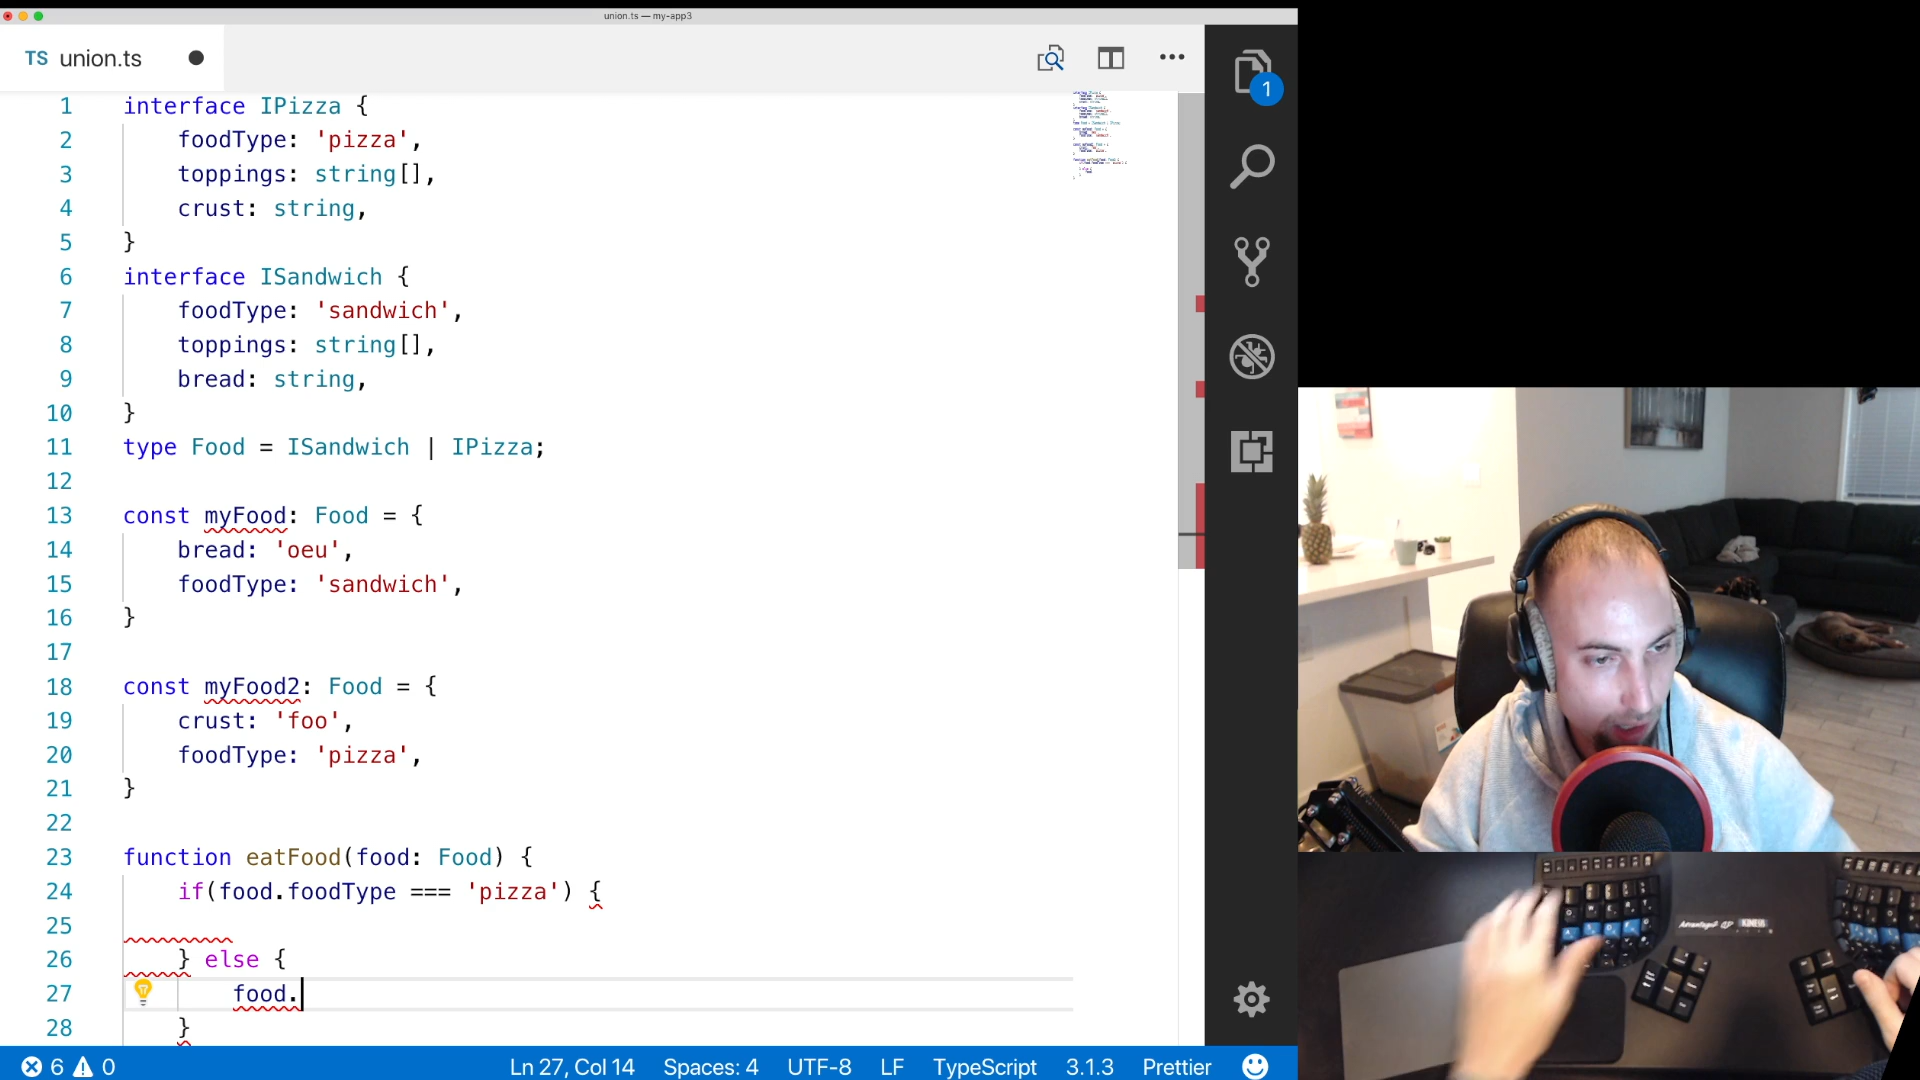 union.ts — my-app3
TS union.ts
1 interface IPizza {
2 foodType: 'pizza',
3 toppings: string[],
4 crust: string,
5 }
6 interface ISandwich {
7 foodType: 'sandwich',
8 toppings: string[],
9 bread: string,
10 }
11 type Food = ISandwich | IPizza;
12
13 const myFood: Food = {
14 bread: 'oeu',
15 foodType: 'sandwich',
16 }
17
18 const myFood2: Food = {
19 crust: 'foo',
20 foodType: 'pizza',
21 }
22
23 function eatFood(food: Food) {
24 if(food.foodType === 'pizza') {
25
26 } else {
27 food.
28 }
1
6 0 Ln 27, Col 14 Spaces: 4 UTF-8 LF TypeScript 3.1.3 Prettier